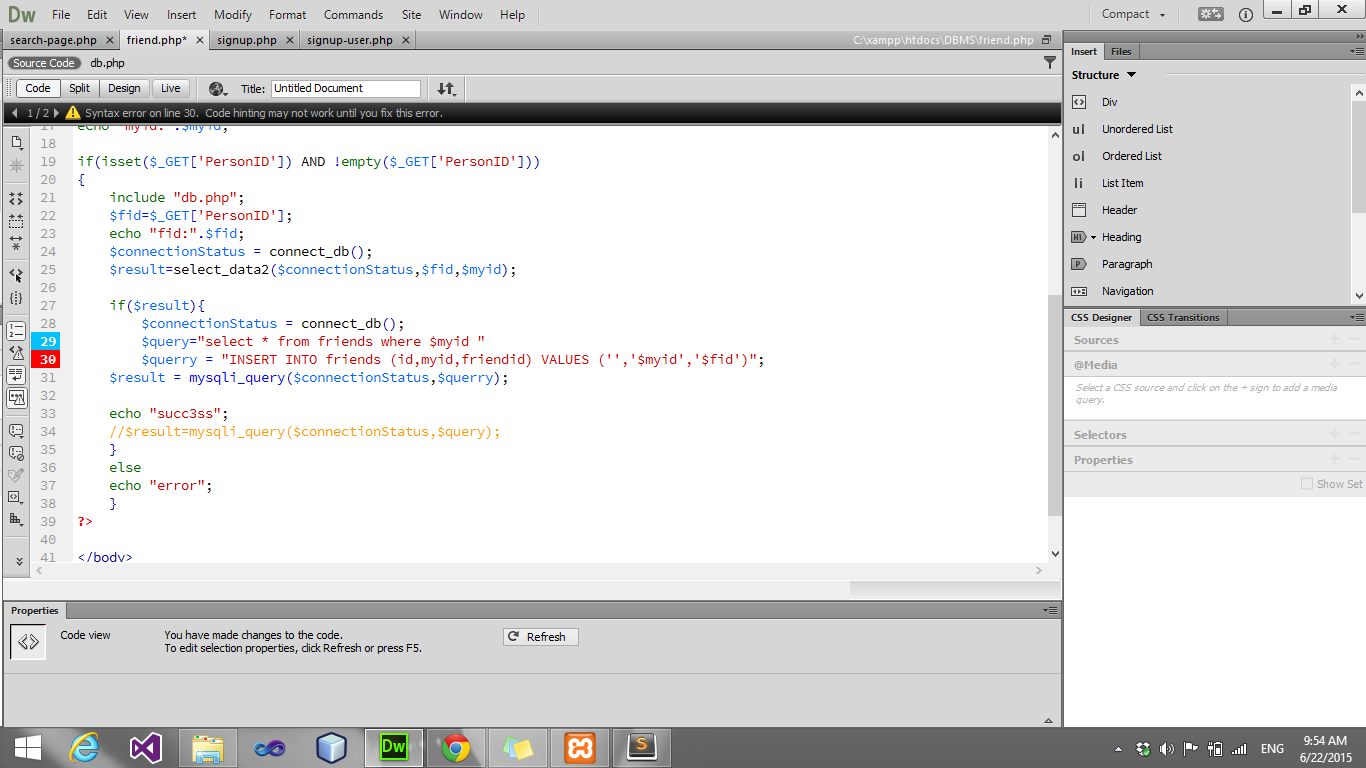 Dw File Edit View Insert Modify Format Commands Site Window Help Compact
search-page.php friend.php* signup.php signup-user.php C:\xampp\htdocs\DBMS\friend.php
Source Code db.php
Code Split Design Live Title: Untitled Document
1 / 2 Syntax error on line 30. Code hinting may not work until you fix this error.
17 echo "myid:".$myid;
18
19 if(isset($_GET['PersonID']) AND !empty($_GET['PersonID']))
20 {
21 include "db.php";
22 $fid=$_GET['PersonID'];
23 echo "fid:".$fid;
24 $connectionStatus = connect_db();
25 $result=select_data2($connectionStatus,$fid,$myid);
26
27 if($result){
28 $connectionStatus = connect_db();
29 $query="select * from friends where $myid "
30 $querry = "INSERT INTO friends (id,myid,friendid) VALUES ('','$myid','$fid')";
31 $result = mysqli_query($connectionStatus,$querry);
32
33 echo "succ3ss";
34 //$result=mysqli_query($connectionStatus,$query);
35 }
36 else
37 echo "error";
38 }
39 ?>
40
41 </body>
Insert Files
Structure
Div
ul Unordered List
ol Ordered List
li List Item
Header
H1 Heading
P Paragraph
Navigation
CSS Designer CSS Transitions
Sources
@Media
Select a CSS source and click on the + sign to add a media
query.
Selectors
Properties
Show Set
Properties
Code view You have made changes to the code. Refresh
To edit selection properties, click Refresh or press F5.
Dw S ENG 9:54 AM
6/22/2015